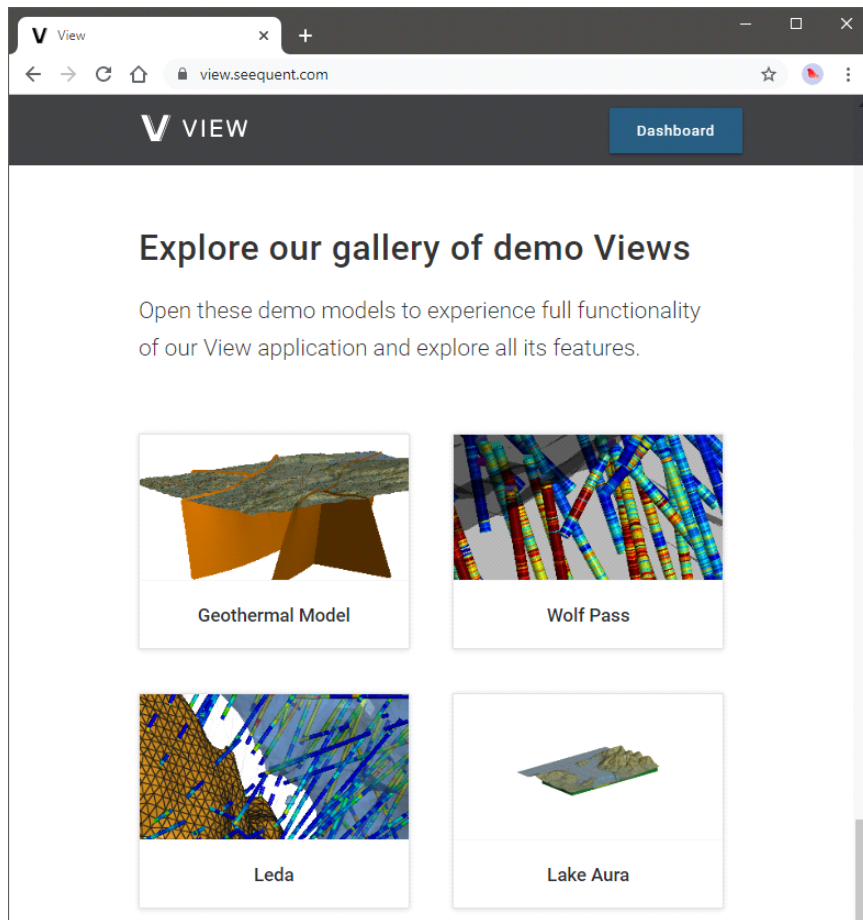 View
view.seequent.com
VIEW
Dashboard
Explore our gallery of demo Views
Open these demo models to experience full functionality
of our View application and explore all its features.
Geothermal Model
Wolf Pass
Leda
Lake Aura